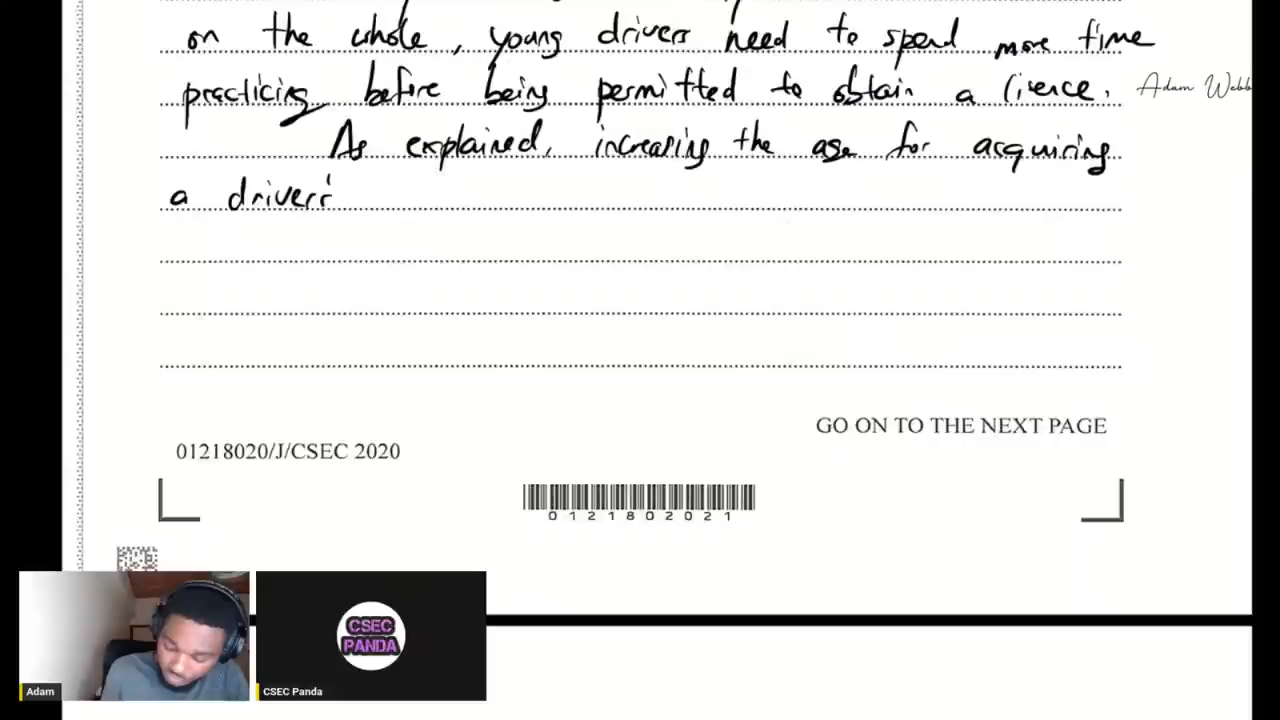 on the whole, young drivers need to spend more time
practicing before being permitted to obtain a licence.
Adam Webb
As explained, increasing the age for acquiring
a drivers'
GO ON TO THE NEXT PAGE
01218020/J/CSEC 2020
0121802021
CSEC
PANDA
Adam
CSEC Panda